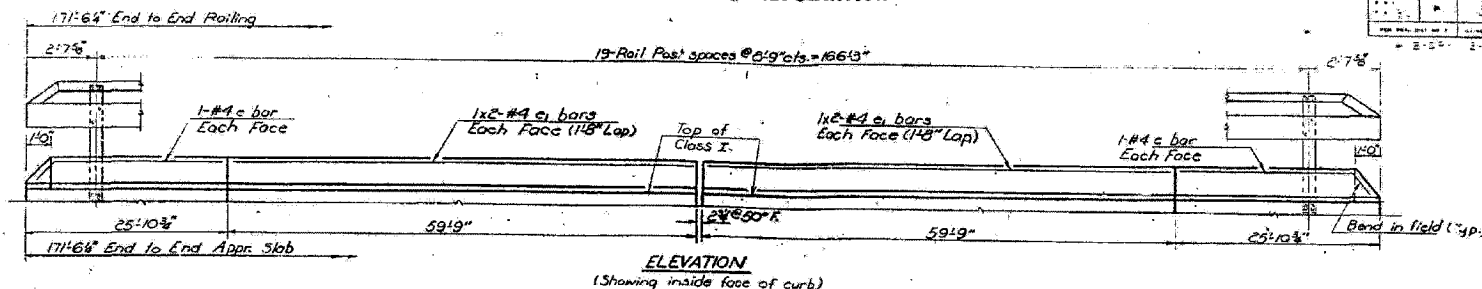 171'-6¼" End to End Railing
2'-7⅝"
19-Rail Post spaces @ 8'-9" cts. = 166'-3"
2'-7⅝"
1-#4 e bar
Each Face
1x2-#4 e₁ bars
Each Face (1'-8" Lap)
Top of
Class I
1x2-#4 e₁ bars
Each Face (1'-8" Lap)
1-#4 e bar
Each Face
1'-0"
1'-0"
25'-10¾"
59'-9"
@ 50° F.
59'-9"
25'-10¾"
Bend in field
171'-6¼" End to End Appr. Slab
ELEVATION
(Showing inside face of curb)